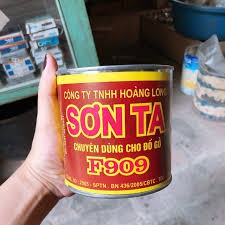 CÔNG TY TNHH HOÀNG LONG
SƠN TA
CHUYÊN DÙNG CHO ĐỒ GỖ
F909